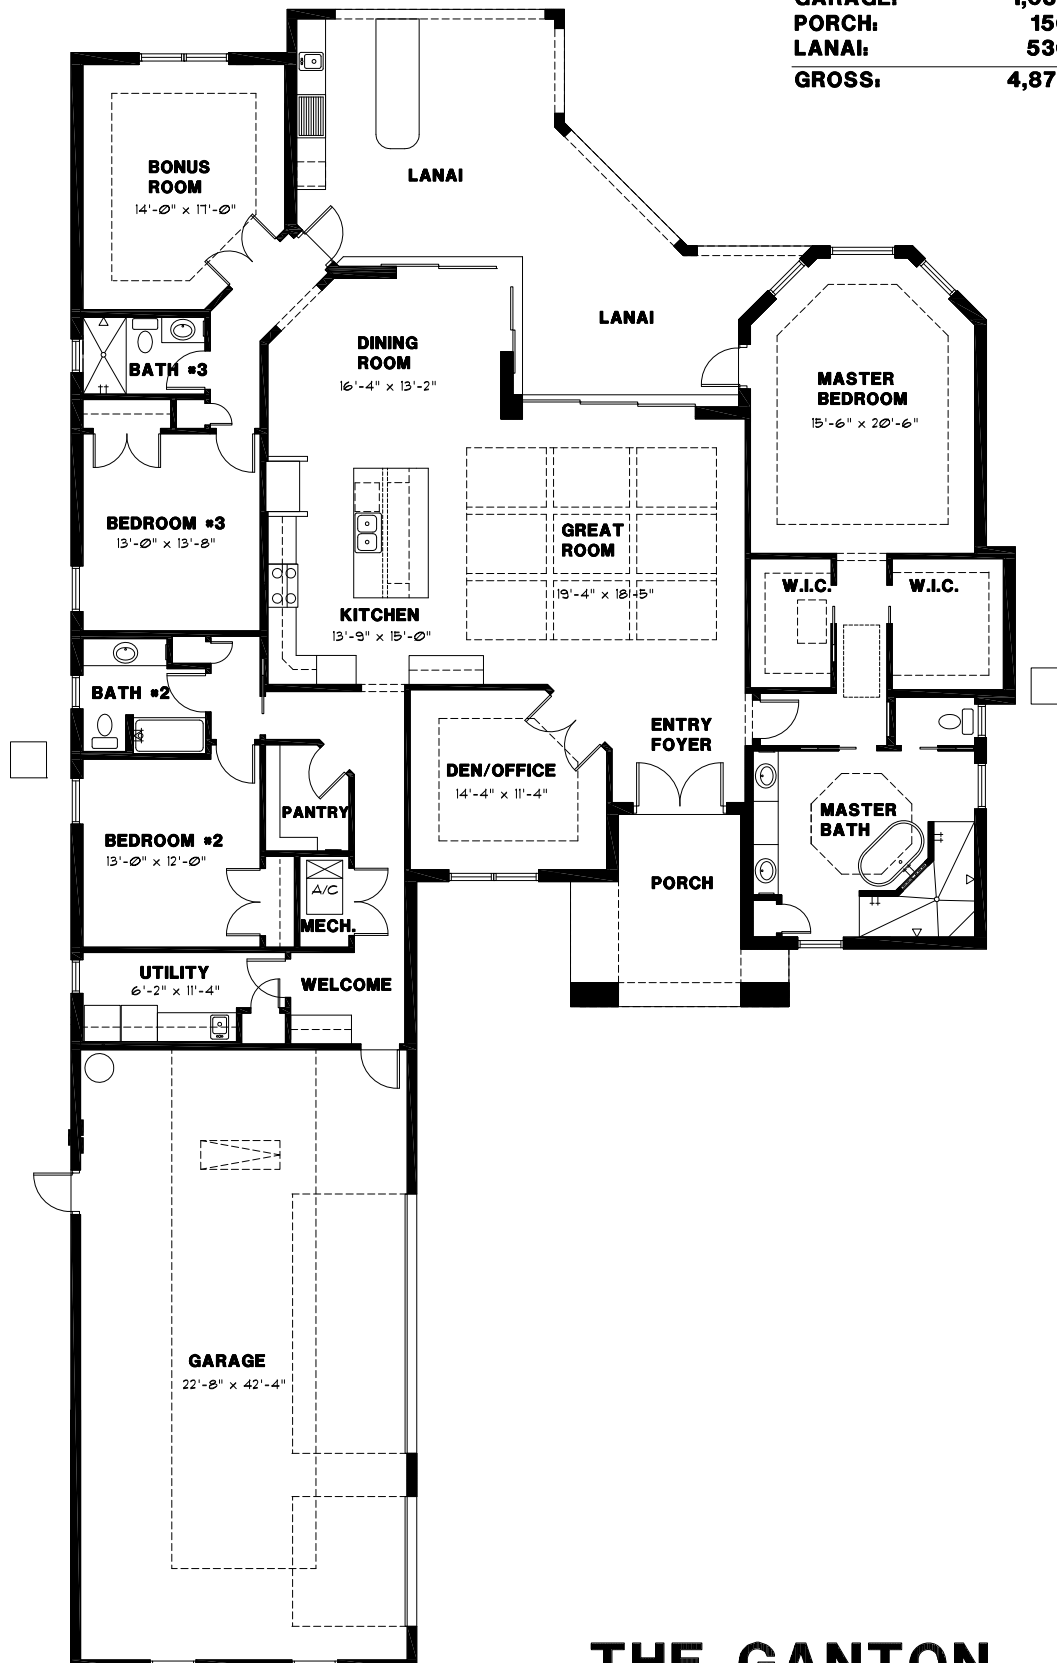 PORCH:
LANAI:
GROSS:
LANAI
BONUS
ROOM
14'-0" x 17'-0"
LANAI
DINING
ROOM
16'-4" x 13'-2"
BATH #3
MASTER
BEDROOM
15'-6" x 20'-6"
BEDROOM #3
13'-0" x 13'-8"
GREAT
ROOM
19'-4" x 18'-5"
W.I.C.
W.I.C.
KITCHEN
13'-9" x 15'-0"
BATH #2
ENTRY
FOYER
DEN/OFFICE
14'-4" x 11'-4"
PANTRY
MASTER
BATH
BEDROOM #2
13'-0" x 12'-0"
PORCH
A/C
MECH.
UTILITY
6'-2" x 11'-4"
WELCOME
GARAGE
22'-8" x 42'-4"
THE GANTON